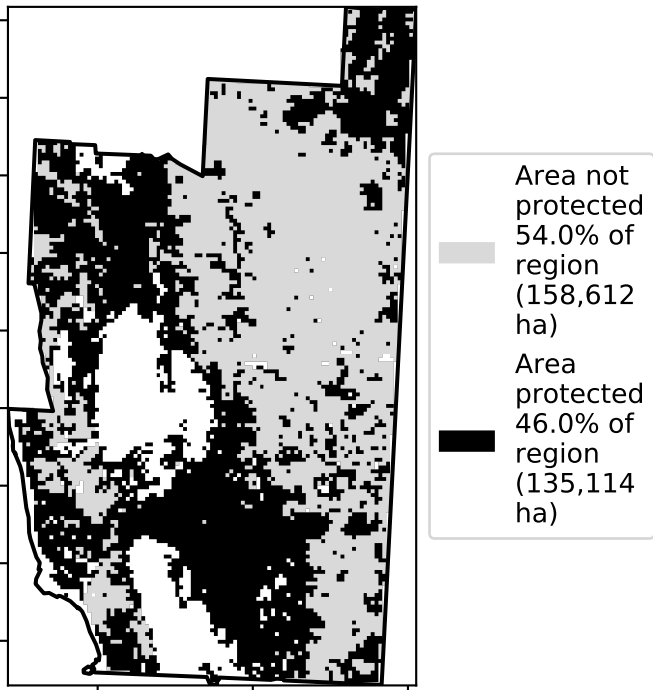 Area not
protected
54.0% of
region
(158,612
ha)
Area
protected
46.0% of
region
(135,114
ha)